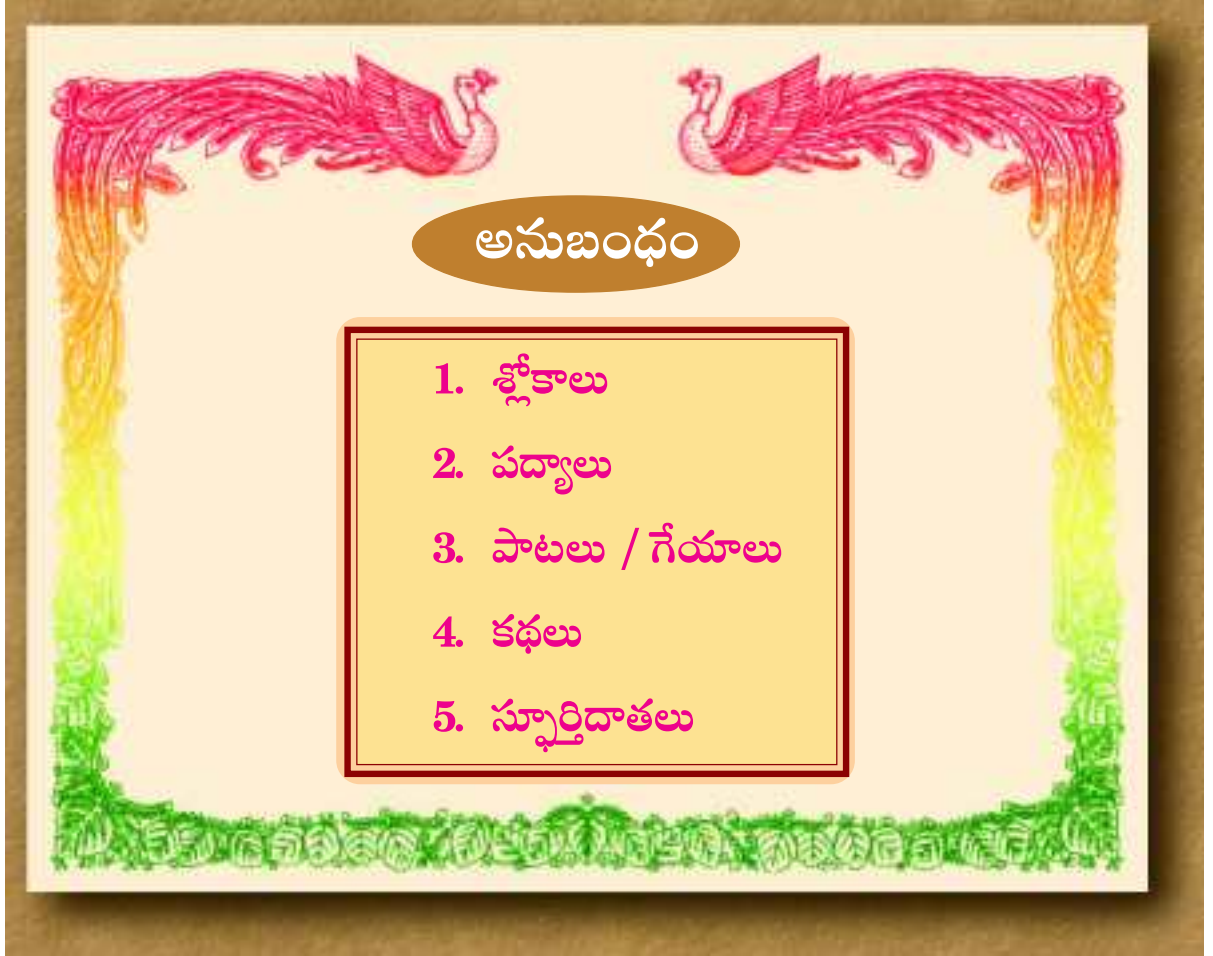 అనుబంధం
1. శ్లోకాలు
2. పద్యాలు
3. పాటలు / గేయాలు
4. కథలు
5. స్ఫూర్తిదాతలు